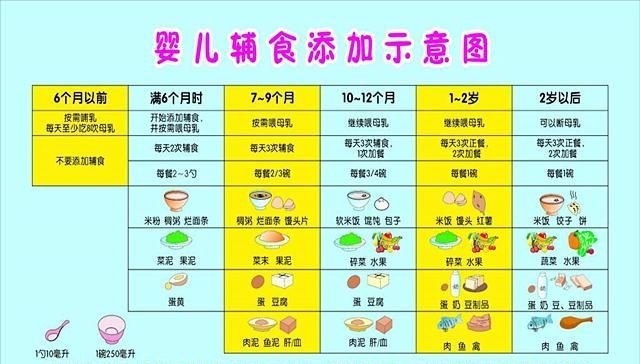 婴儿辅食添加示意图
6个月以前 满6个月时 7~9个月 10~12个月 1~2岁 2岁以后
按需哺乳 开始添加辅食, 按需喂母乳 继续喂母乳 继续喂母乳 可以断母乳
每天至少吃8次母乳 并按需喂母乳
不要添加辅食 每天2次辅食 每天3次辅食 每天3次辅食, 每天3次正餐, 每天3次正餐,
1次加餐 2次加餐 2次加餐
每餐2~3勺 每餐2/3碗 每餐3/4碗 每餐1碗 每餐1碗
米粉 稠粥 烂面条 稠粥 烂面条 馒头片 软米饭 馄饨 包子 米饭 馒头 红薯 米饭 饺子 饼
菜泥 果泥 菜末 果泥 碎菜 水果 碎菜 水果 蔬菜 水果
蛋黄 蛋 豆腐 蛋 豆腐 蛋 奶 豆制品 蛋 奶 豆、豆制品
肉泥 鱼泥 肝/血 肉泥 肝/血 肉 鱼 禽 肉 鱼 禽
1勺10毫升 1碗250毫升